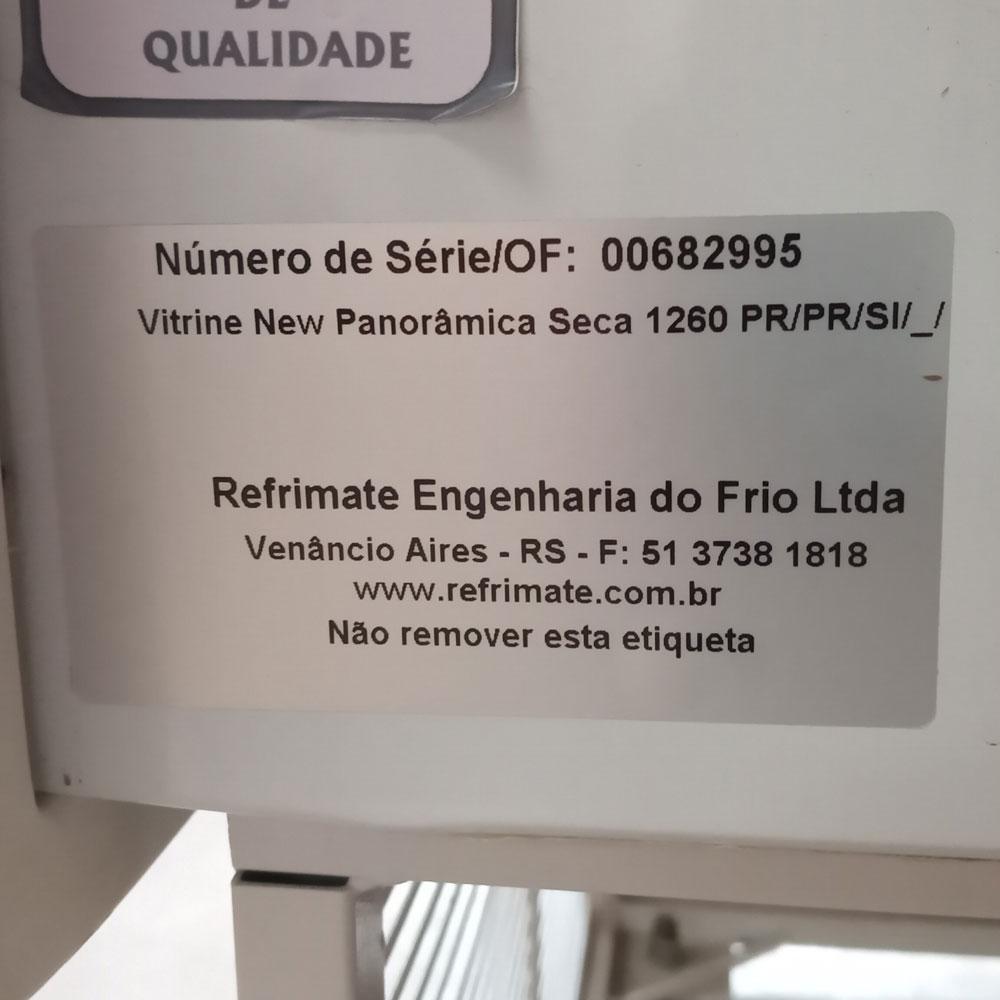 DE
QUALIDADE
Número de Série/OF: 00682995
Vitrine New Panorâmica Seca 1260 PR/PR/SI/_/
Refrimate Engenharia do Frio Ltda
Venâncio Aires - RS - F: 51 3738 1818
www.refrimate.com.br
Não remover esta etiqueta